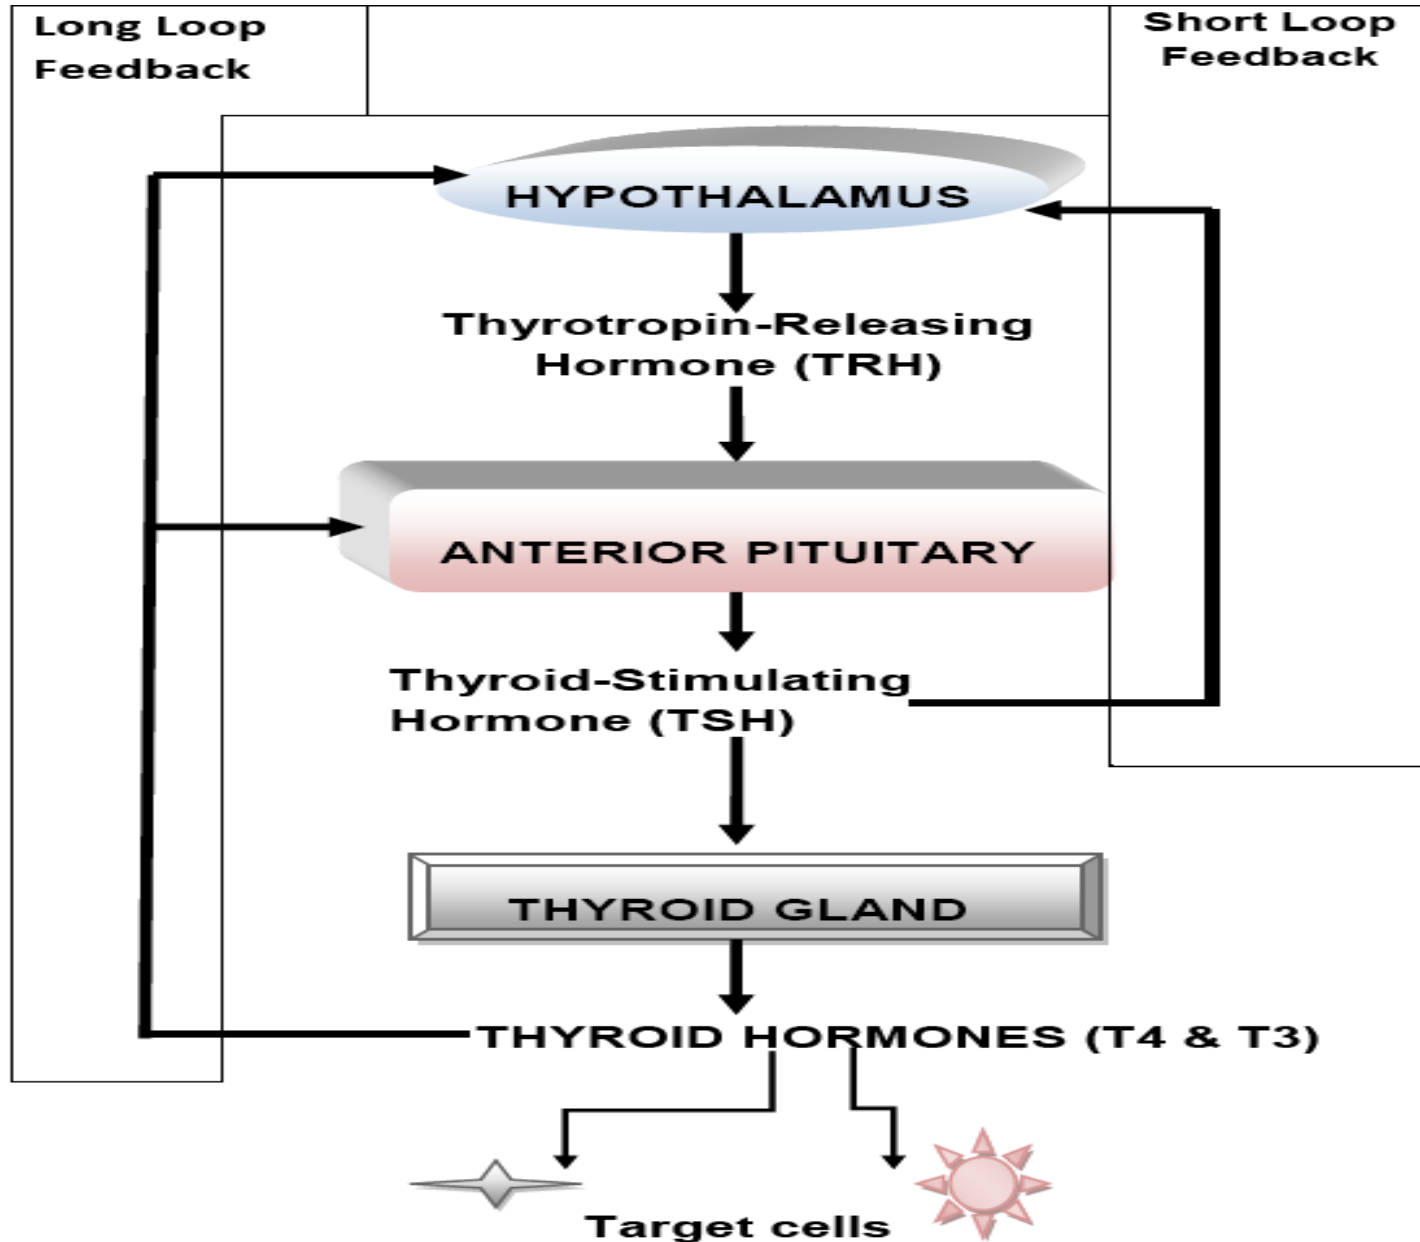 Long Loop
Feedback
Short Loop
Feedback
HYPOTHALAMUS
Thyrotropin-Releasing
Hormone (TRH)
ANTERIOR PITUITARY
Thyroid-Stimulating
Hormone (TSH)
THYROID GLAND
THYROID HORMONES (T4 & T3)
Target cells